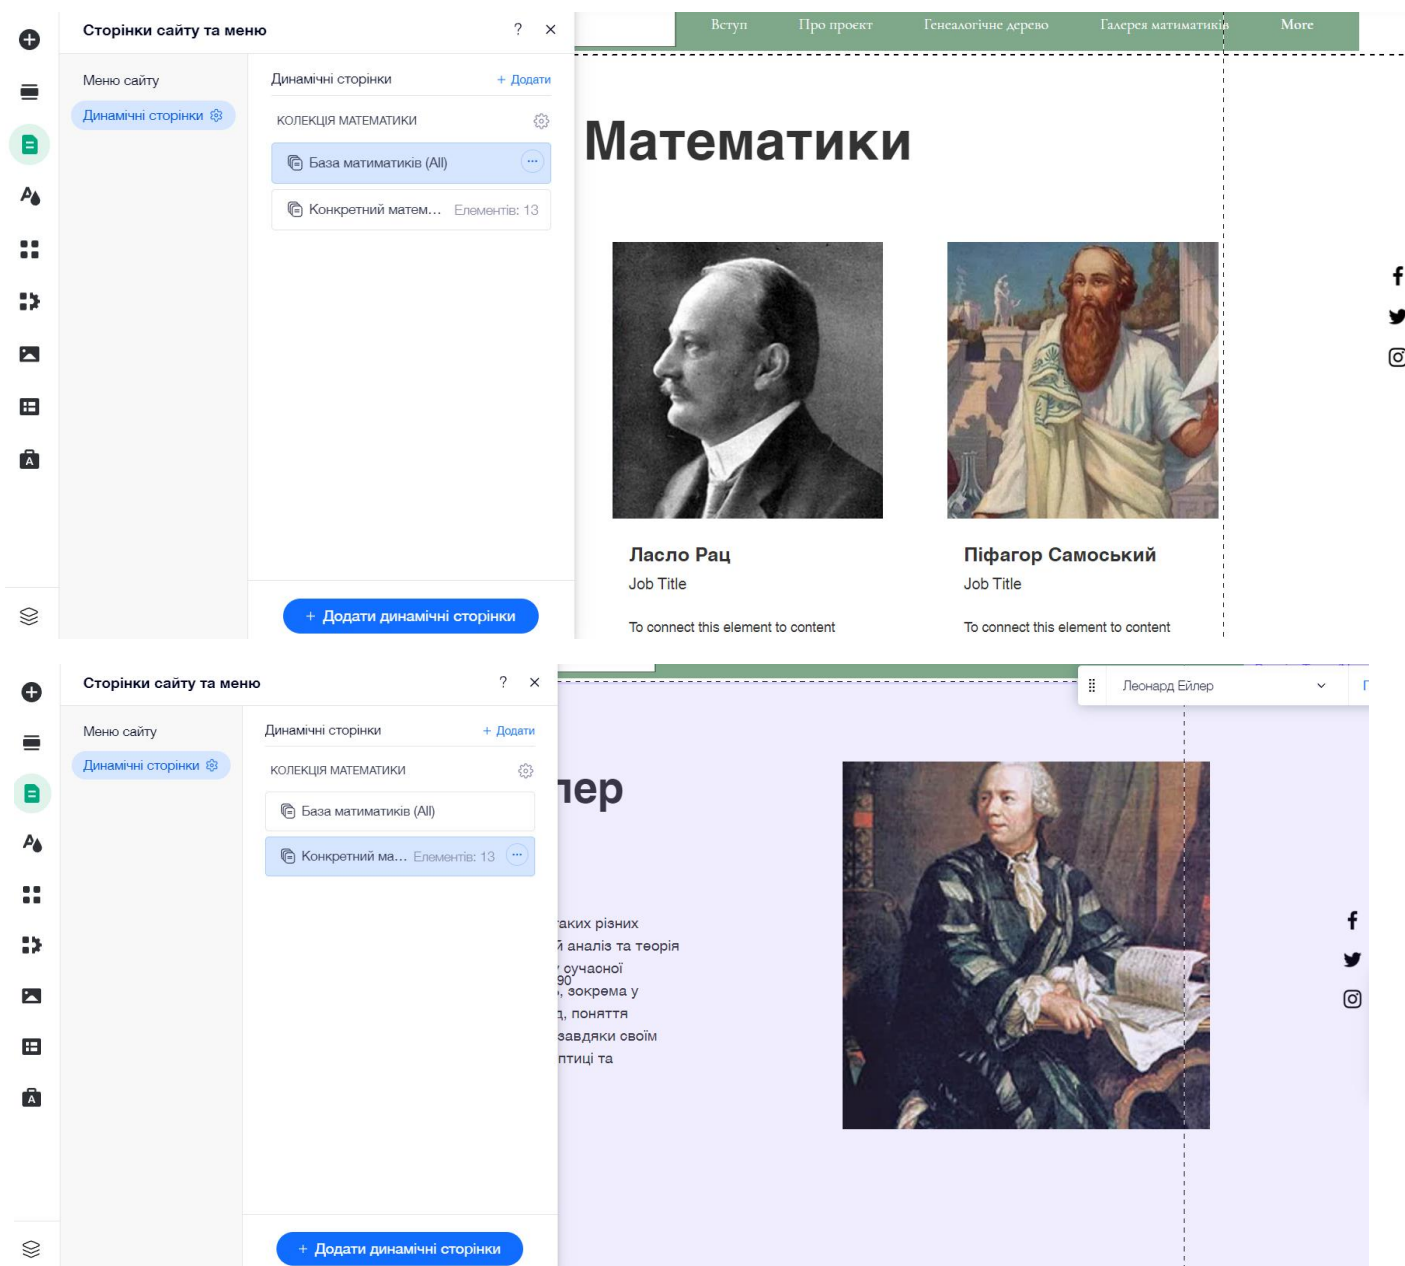 Сторінки сайту та меню ? ×
Вступ Про проєкт Генеалогічне дерево Галерея матиматиків More
Меню сайту
Динамічні сторінки
Динамічні сторінки + Додати
КОЛЕКЦІЯ МАТЕМАТИКИ
База матиматиків (All)
Конкретний матем... Елементів: 13
+ Додати динамічні сторінки
Математики
Ласло Рац
Job Title
To connect this element to content
Піфагор Самоський
Job Title
To connect this element to content
Сторінки сайту та меню ? ×
Меню сайту
Динамічні сторінки
Динамічні сторінки + Додати
КОЛЕКЦІЯ МАТЕМАТИКИ
База матиматиків (All)
Конкретний ма... Елементів: 13
+ Додати динамічні сторінки
Леонард Ейлер
лер
таких різних
й аналіз та теорія
у сучасної
90
, зокрема у
д, поняття
завдяки своїм
птиці та